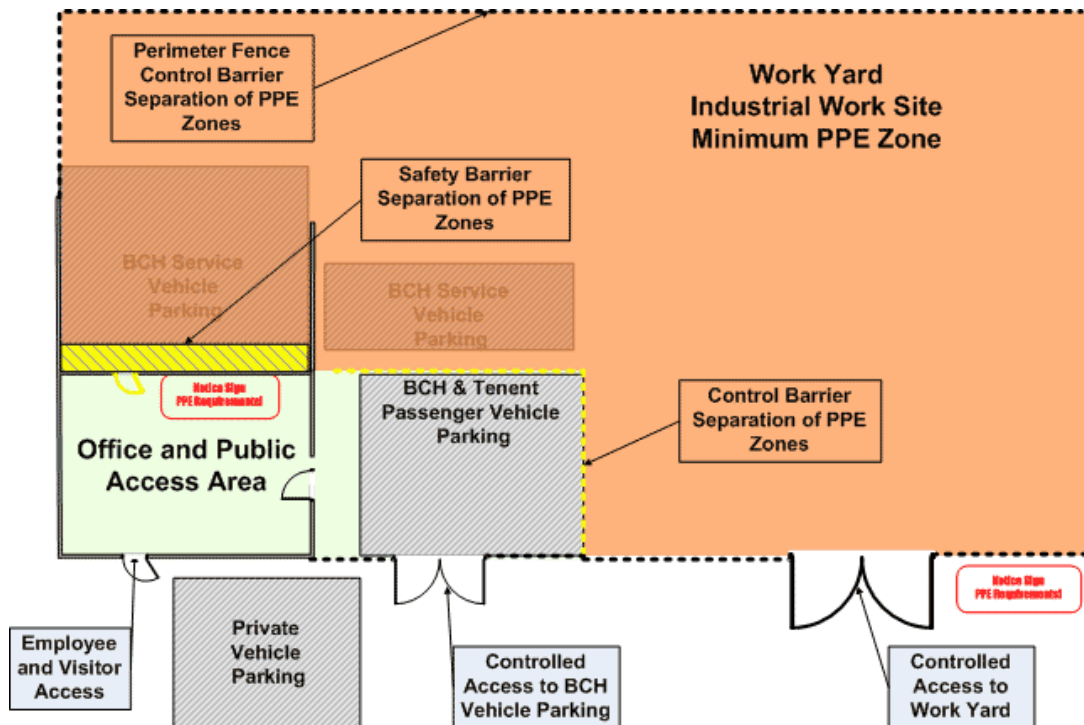 Perimeter Fence
Control Barrier
Separation of PPE
Zones
Work Yard
Industrial Work Site
Minimum PPE Zone
Safety Barrier
Separation of PPE
Zones
BCH Service
Vehicle
Parking
BCH Service
Vehicle
Parking
Notice Sign
PPE Requirements!
BCH & Tenent
Passenger Vehicle
Parking
Control Barrier
Separation of PPE
Zones
Office and Public
Access Area
Notice Sign
PPE Requirements!
Employee
and Visitor
Access
Private
Vehicle
Parking
Controlled
Access to BCH
Vehicle Parking
Controlled
Access to
Work Yard